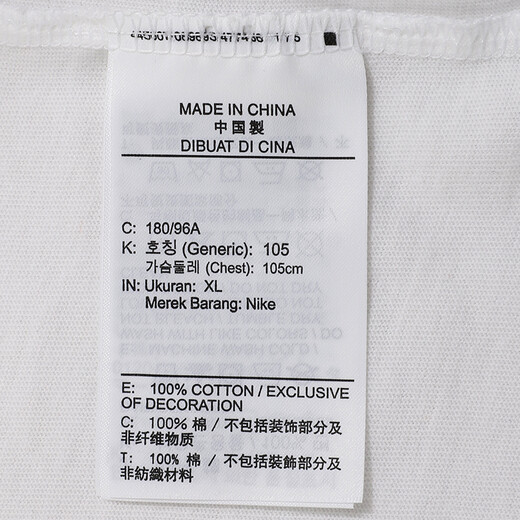 MADE IN CHINA
中国製
DIBUAT DI CINA
C: 180/96A
K: 호칭 (Generic): 105
가슴둘레 (Chest): 105cm
IN: Ukuran: XL
Merek Barang: Nike
E: 100% COTTON / EXCLUSIVE
OF DECORATION
C: 100% 棉 / 不包括装饰部分及
非纤维物质
T: 100% 棉 / 不包括裝飾部分及
非紡織材料